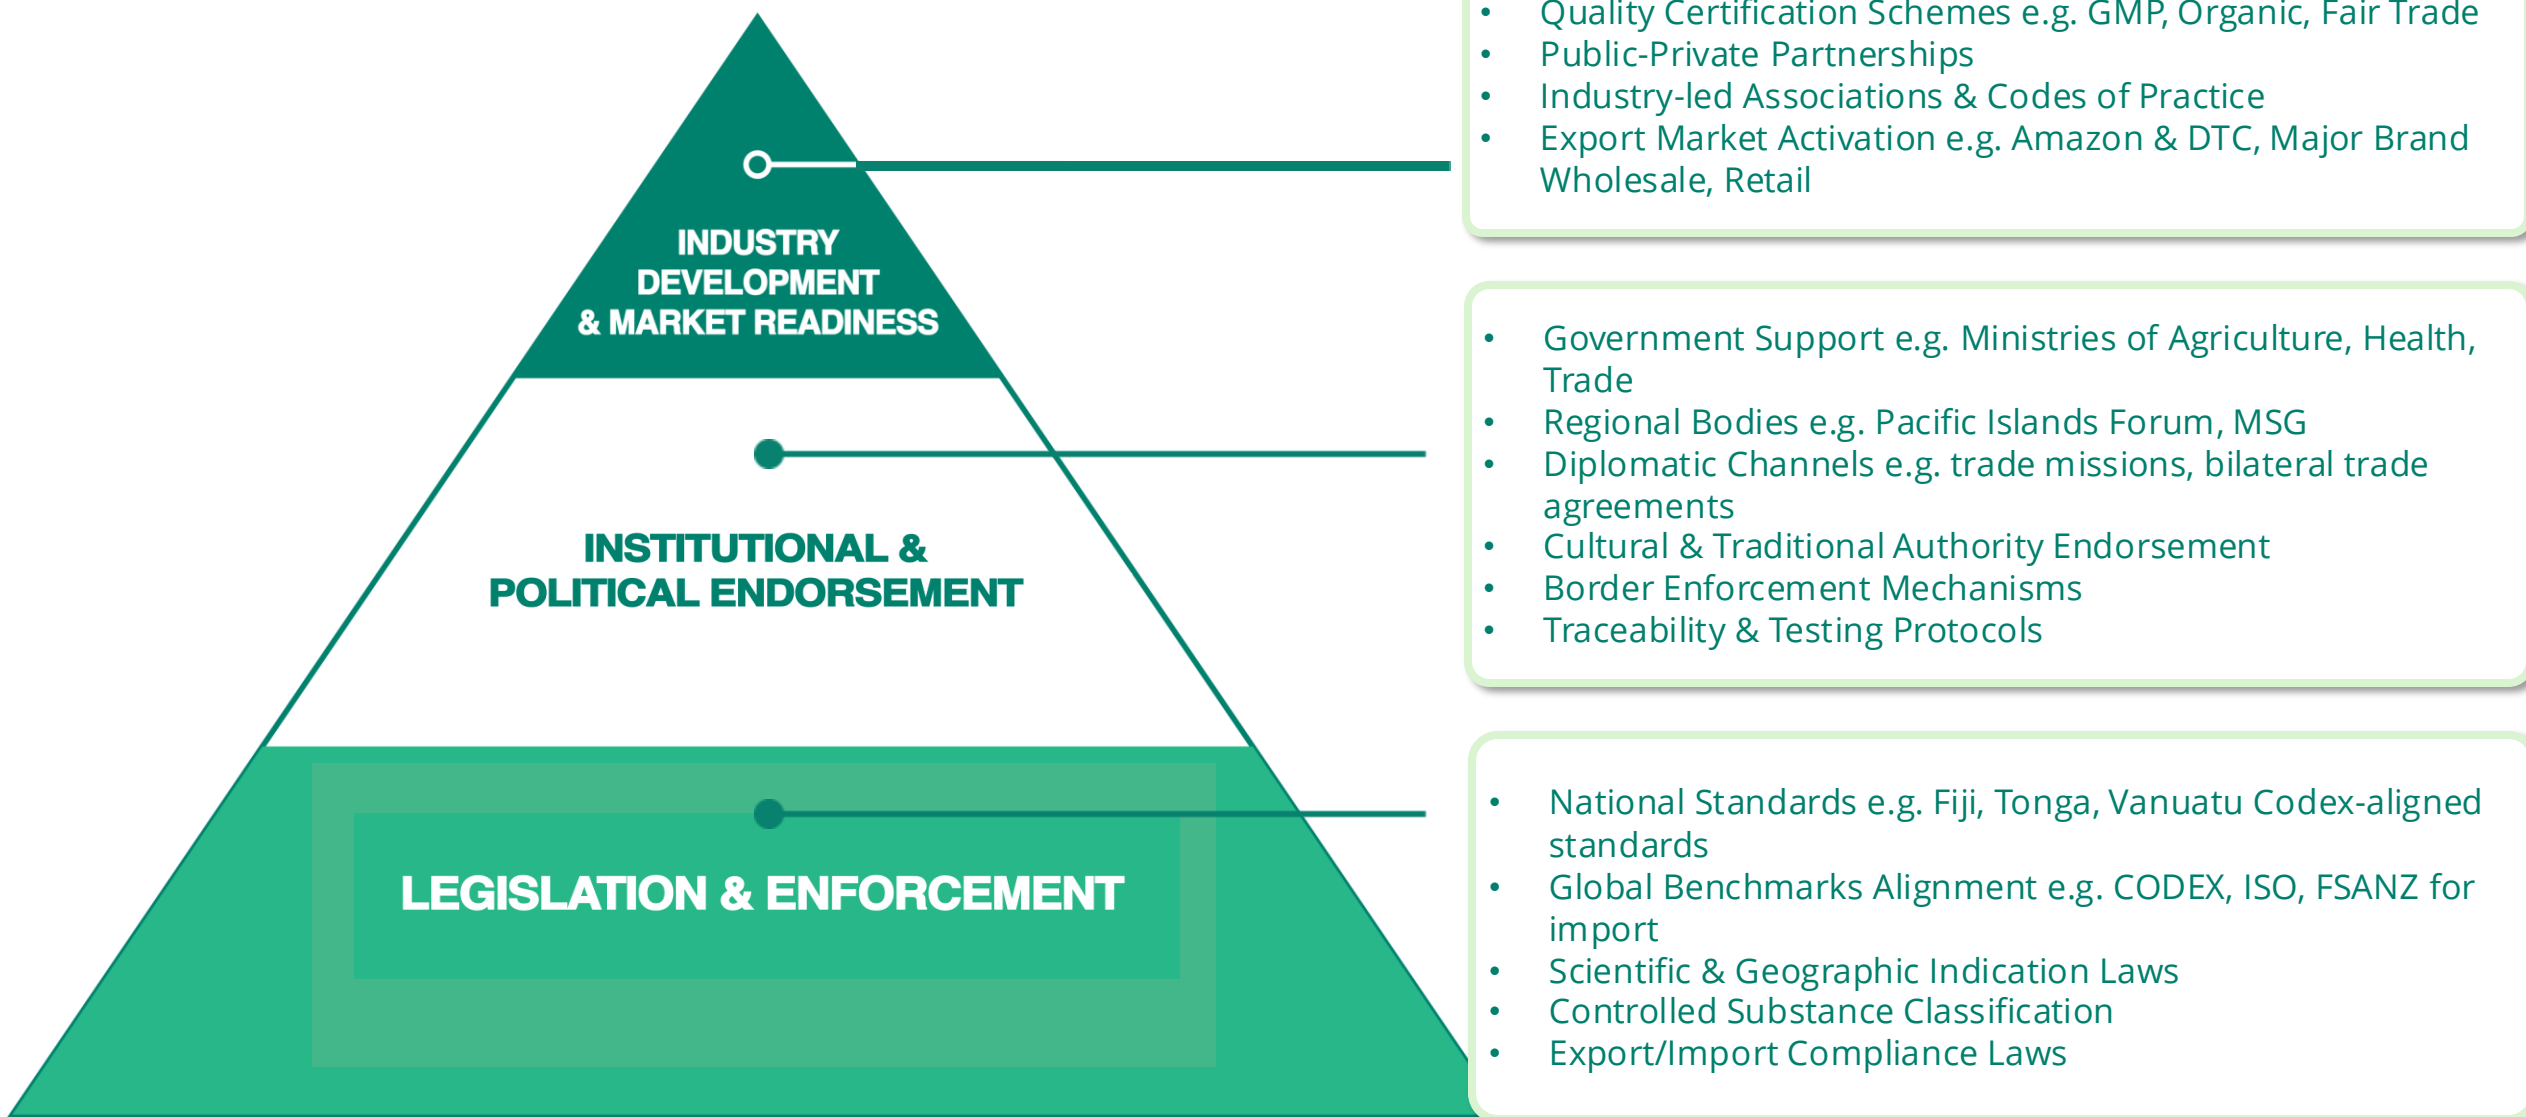 • Quality Certification Schemes e.g. GMP, Organic, Fair Trade
• Public-Private Partnerships
• Industry-led Associations & Codes of Practice
• Export Market Activation e.g. Amazon & DTC, Major Brand
Wholesale, Retail
INDUSTRY
DEVELOPMENT
& MARKET READINESS
• Government Support e.g. Ministries of Agriculture, Health,
Trade
• Regional Bodies e.g. Pacific Islands Forum, MSG
• Diplomatic Channels e.g. trade missions, bilateral trade
agreements
• Cultural & Traditional Authority Endorsement
• Border Enforcement Mechanisms
• Traceability & Testing Protocols
INSTITUTIONAL &
POLITICAL ENDORSEMENT
• National Standards e.g. Fiji, Tonga, Vanuatu Codex-aligned
standards
• Global Benchmarks Alignment e.g. CODEX, ISO, FSANZ for
import
• Scientific & Geographic Indication Laws
• Controlled Substance Classification
• Export/Import Compliance Laws
LEGISLATION & ENFORCEMENT